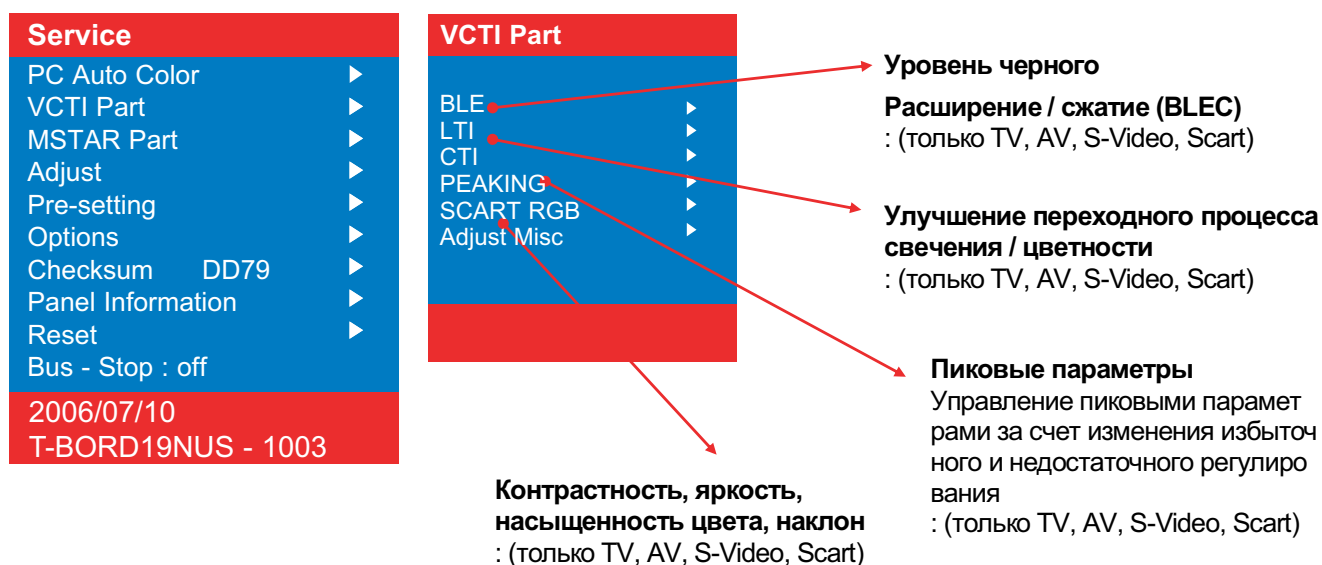 Service
PC Auto Color
VCTI Part
MSTAR Part
Adjust
Pre-setting
Options
Checksum DD79
Panel Information
Reset
Bus - Stop : off
2006/07/10
T-BORD19NUS - 1003
VCTI Part
BLE
LTI
CTI
PEAKING
SCART RGB
Adjust Misc
Уровень черного
Расширение / сжатие (BLEC)
: (только TV, AV, S-Video, Scart)
Улучшение переходного процесса
свечения / цветности
: (только TV, AV, S-Video, Scart)
Пиковые параметры
Управление пиковыми парамет
рами за счет изменения избыточ
ного и недостаточного регулиро
вания
: (только TV, AV, S-Video, Scart)
Контрастность, яркость,
насыщенность цвета, наклон
: (только TV, AV, S-Video, Scart)